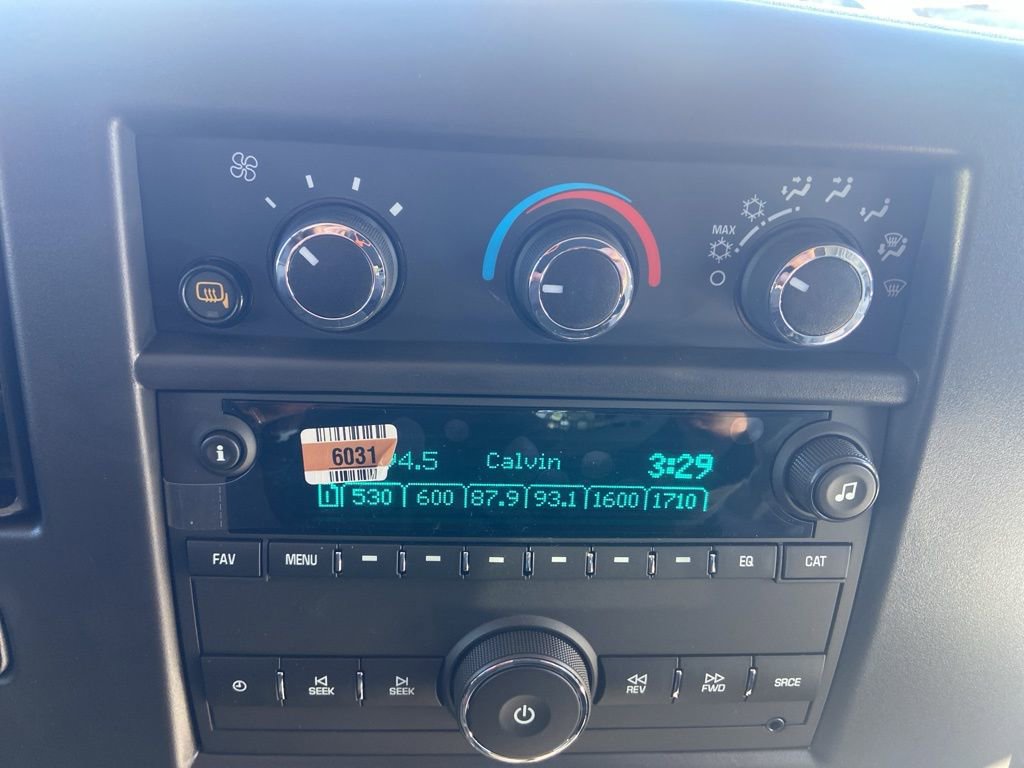 MAX
6031
94.5 Calvin 3:29
530 600 87.9 93.1 1600 1710
i
FAV MENU EQ CAT
SEEK SEEK REV FWD SRCE